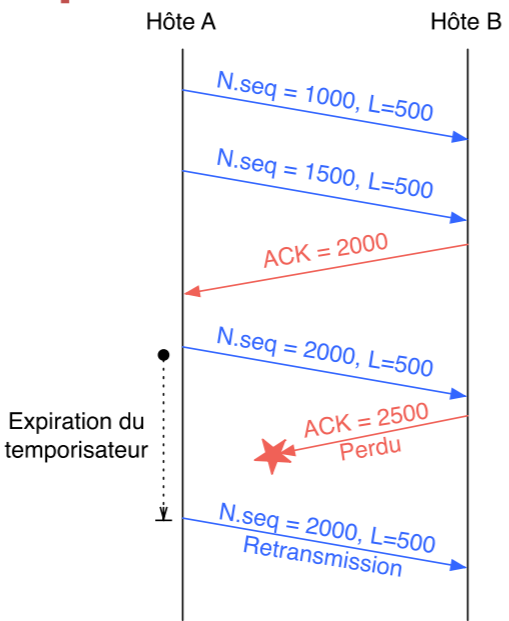 Hôte A
Hôte B
N.seq = 1000, L=500
N.seq = 1500, L=500
ACK = 2000
N.seq = 2000, L=500
Expiration du
temporisateur
ACK = 2500
Perdu
N.seq = 2000, L=500
Retransmission